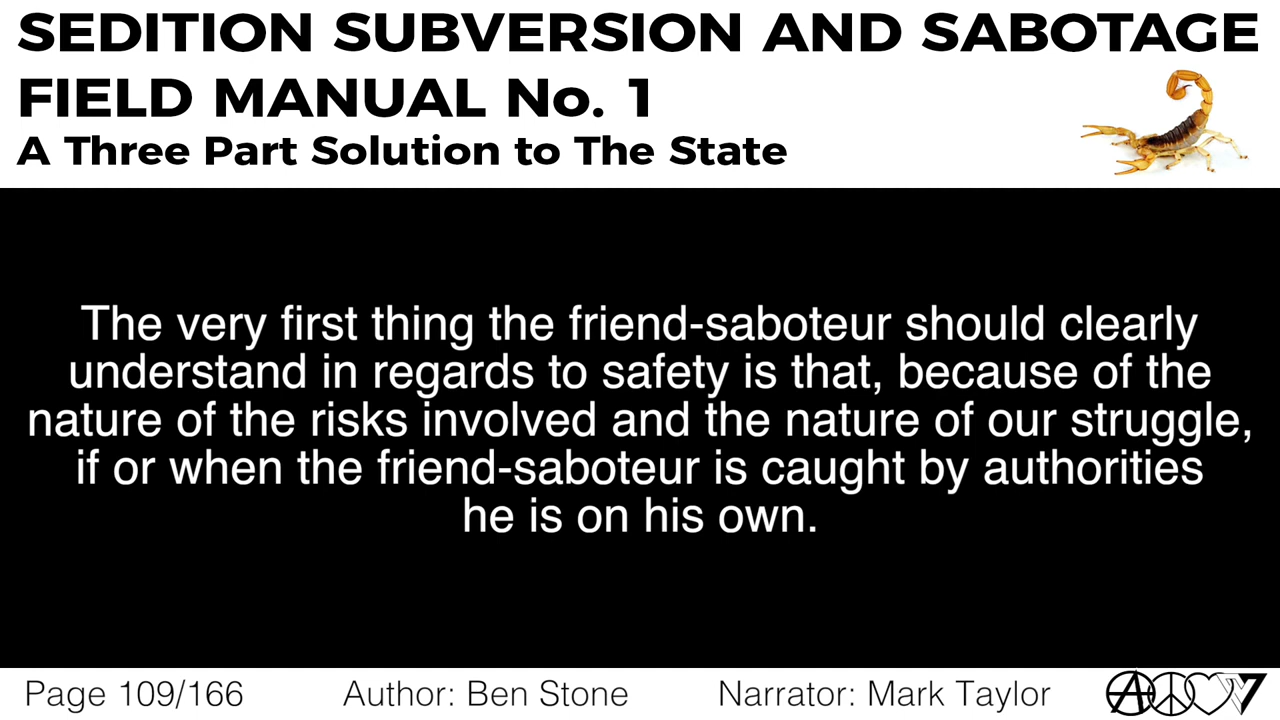 SEDITION SUBVERSION AND SABOTAGE
FIELD MANUAL No. 1
A Three Part Solution to The State
The very first thing the friend-saboteur should clearly
understand in regards to safety is that, because of the
nature of the risks involved and the nature of our struggle,
if or when the friend-saboteur is caught by authorities
he is on his own.
Page 109/166 Author: Ben Stone Narrator: Mark Taylor